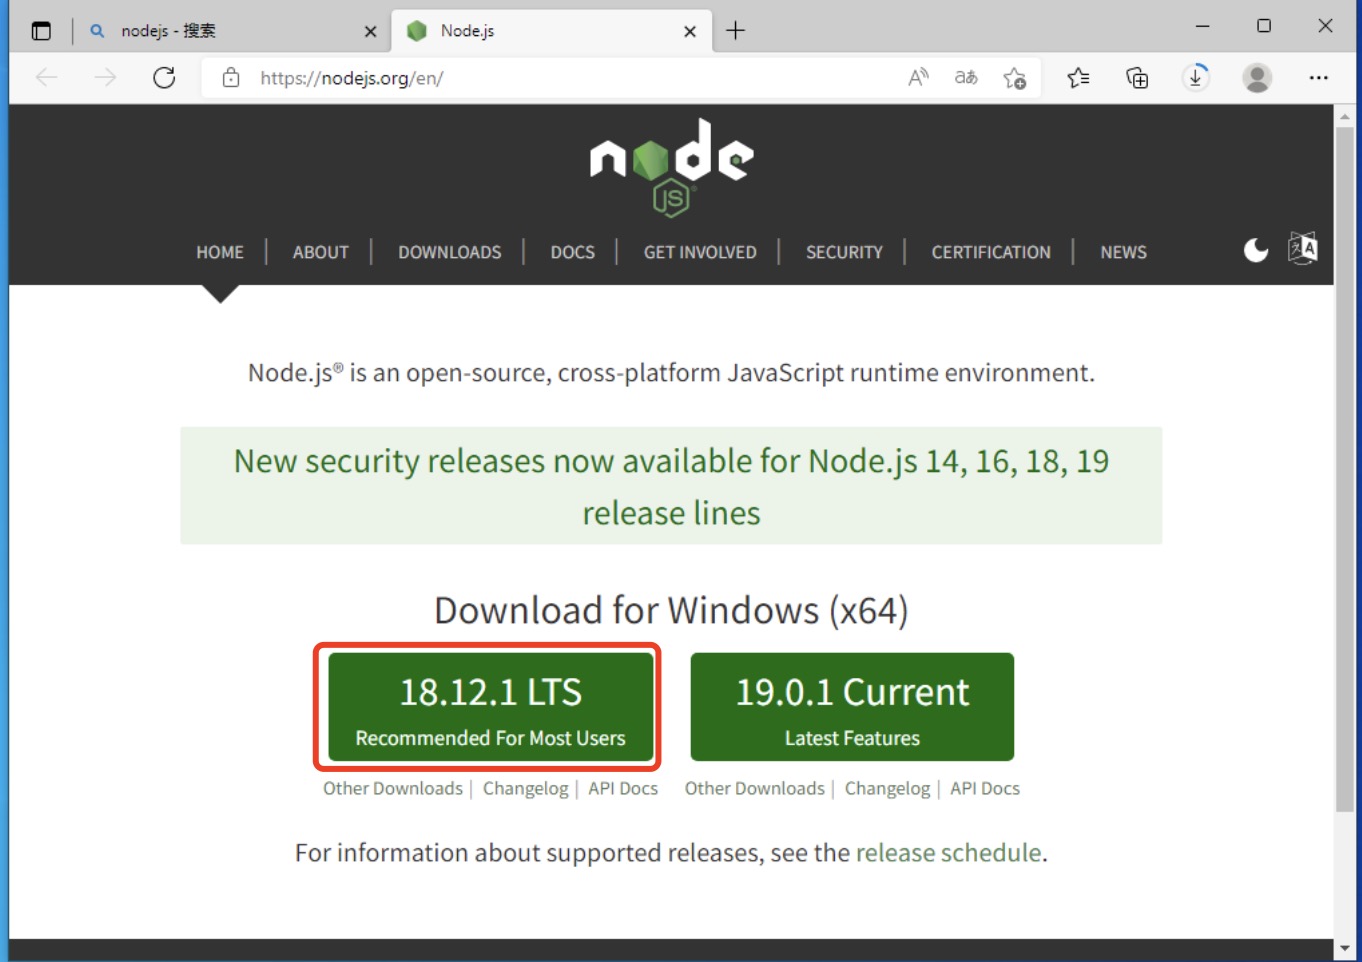 nodejs - 搜索
Node.js
https://nodejs.org/en/
node
JS
HOME
ABOUT
DOWNLOADS
DOCS
GET INVOLVED
SECURITY
CERTIFICATION
NEWS
Node.js® is an open-source, cross-platform JavaScript runtime environment.
New security releases now available for Node.js 14, 16, 18, 19
release lines
Download for Windows (x64)
18.12.1 LTS
Recommended For Most Users
19.0.1 Current
Latest Features
Other Downloads | Changelog | API Docs
Other Downloads | Changelog | API Docs
For information about supported releases, see the release schedule.